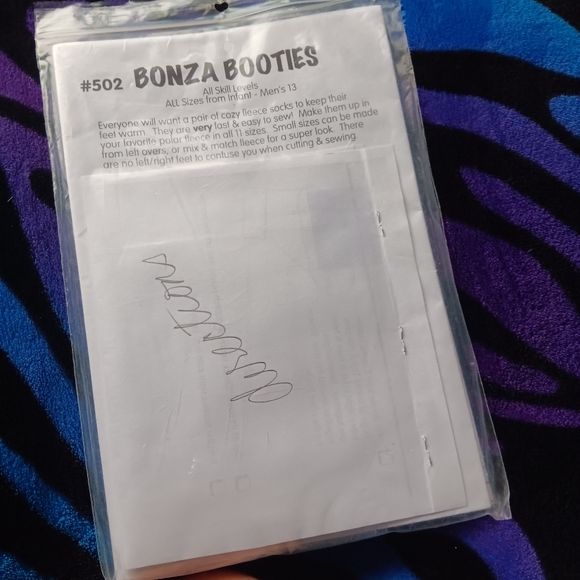 #502 BONZA BOOTIES
All Skill Levels
ALL Sizes from Infant - Men's 13
Everyone will want a pair of cozy fleece socks to keep their
feet warm. They are very fast & easy to sew! Make them up in
your favorite polar fleece in all 11 sizes. Small sizes can be made
from left overs, or mix & match fleece for a super look. There
are no left/right feet to confuse you when cutting & sewing.
directions